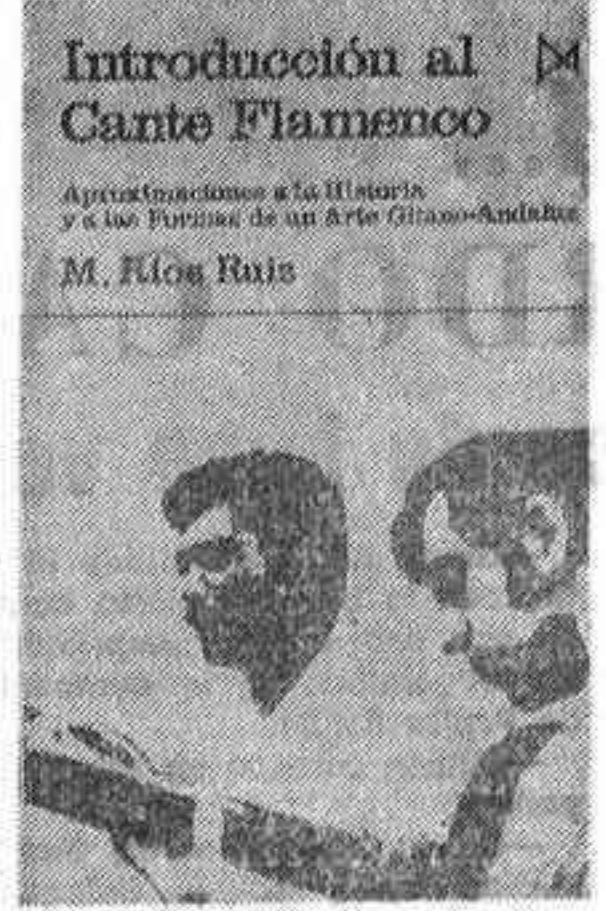 Introducción al
Cante Flamenco
Aproximaciones a la Historia
y a las Formas de un Arte Gitano-Andaluz
M. Ríos Ruiz